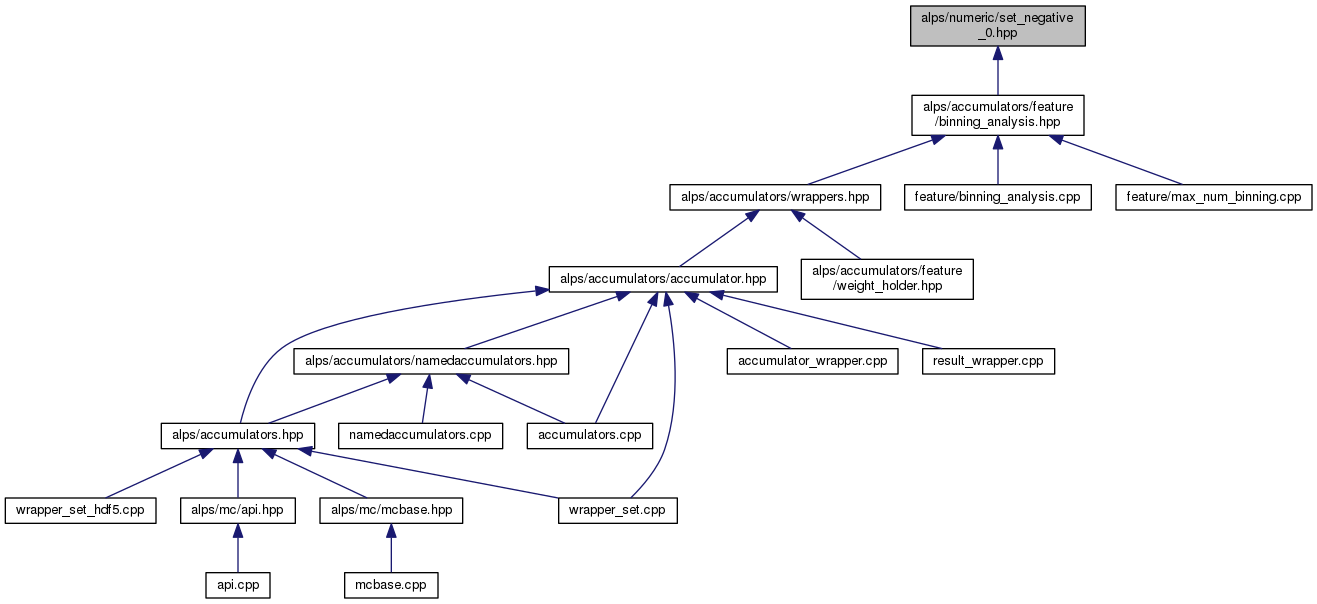 alps/numeric/set_negative
_0.hpp
alps/accumulators/feature
/binning_analysis.hpp
alps/accumulators/wrappers.hpp
feature/binning_analysis.cpp
feature/max_num_binning.cpp
alps/accumulators/accumulator.hpp
alps/accumulators/feature
/weight_holder.hpp
alps/accumulators/namedaccumulators.hpp
accumulator_wrapper.cpp
result_wrapper.cpp
alps/accumulators.hpp
namedaccumulators.cpp
accumulators.cpp
wrapper_set_hdf5.cpp
alps/mc/api.hpp
alps/mc/mcbase.hpp
wrapper_set.cpp
api.cpp
mcbase.cpp